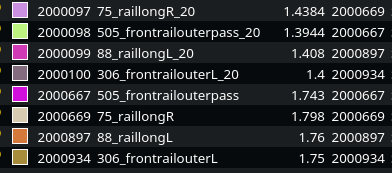 2000097 75_raillongR_20 1.4384 2000669
2000098 505_frontrailouterpass_20 1.3944 2000667
2000099 88_raillongL_20 1.408 2000897
2000100 306_frontrailouterL_20 1.4 2000934
2000667 505_frontrailouterpass 1.743 2000667
2000669 75_raillongR 1.798 2000669
2000897 88_raillongL 1.76 2000897
2000934 306_frontrailouterL 1.75 2000934